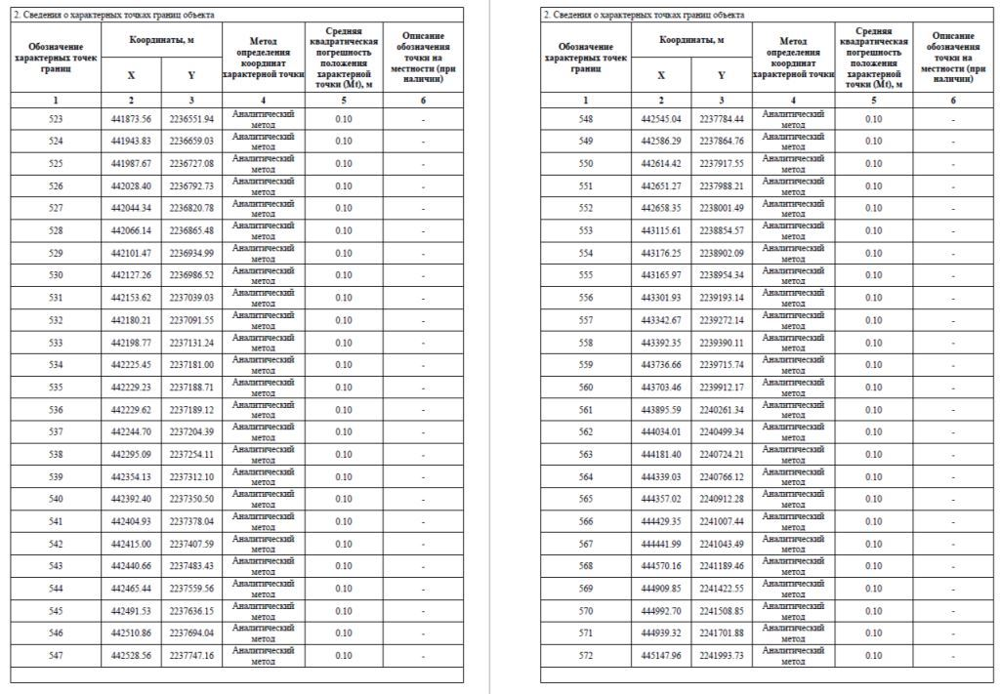 2. Сведения о характерных точках границ объекта
Обозначение характерных точек границ | Координаты, м | Метод определения координат характерной точки | Средняя квадратическая погрешность положения характерной точки (Mt), м | Описание обозначения точки на местности (при наличии)
X | Y
1 | 2 | 3 | 4 | 5 | 6
523 | 441873.56 | 2236551.94 | Аналитический метод | 0.10 | -
524 | 441943.83 | 2236659.03 | Аналитический метод | 0.10 | -
525 | 441987.67 | 2236727.08 | Аналитический метод | 0.10 | -
526 | 442028.40 | 2236792.73 | Аналитический метод | 0.10 | -
527 | 442044.34 | 2236820.78 | Аналитический метод | 0.10 | -
528 | 442066.14 | 2236865.48 | Аналитический метод | 0.10 | -
529 | 442101.47 | 2236934.99 | Аналитический метод | 0.10 | -
530 | 442127.26 | 2236986.52 | Аналитический метод | 0.10 | -
531 | 442153.62 | 2237039.03 | Аналитический метод | 0.10 | -
532 | 442180.21 | 2237091.55 | Аналитический метод | 0.10 | -
533 | 442198.77 | 2237131.24 | Аналитический метод | 0.10 | -
534 | 442225.45 | 2237181.00 | Аналитический метод | 0.10 | -
535 | 442229.23 | 2237188.71 | Аналитический метод | 0.10 | -
536 | 442229.62 | 2237189.12 | Аналитический метод | 0.10 | -
537 | 442244.70 | 2237204.39 | Аналитический метод | 0.10 | -
538 | 442295.09 | 2237254.11 | Аналитический метод | 0.10 | -
539 | 442354.13 | 2237312.10 | Аналитический метод | 0.10 | -
540 | 442392.40 | 2237350.50 | Аналитический метод | 0.10 | -
541 | 442404.93 | 2237378.04 | Аналитический метод | 0.10 | -
542 | 442415.00 | 2237407.59 | Аналитический метод | 0.10 | -
543 | 442440.66 | 2237483.43 | Аналитический метод | 0.10 | -
544 | 442465.44 | 2237559.56 | Аналитический метод | 0.10 | -
545 | 442491.53 | 2237636.15 | Аналитический метод | 0.10 | -
546 | 442510.86 | 2237694.04 | Аналитический метод | 0.10 | -
547 | 442528.56 | 2237747.16 | Аналитический метод | 0.10 | -
2. Сведения о характерных точках границ объекта
Обозначение характерных точек границ | Координаты, м | Метод определения координат характерной точки | Средняя квадратическая погрешность положения характерной точки (Mt), м | Описание обозначения точки на местности (при наличии)
X | Y
1 | 2 | 3 | 4 | 5 | 6
548 | 442545.04 | 2237784.44 | Аналитический метод | 0.10 | -
549 | 442586.29 | 2237864.76 | Аналитический метод | 0.10 | -
550 | 442614.42 | 2237917.55 | Аналитический метод | 0.10 | -
551 | 442651.27 | 2237988.21 | Аналитический метод | 0.10 | -
552 | 442658.35 | 2238001.49 | Аналитический метод | 0.10 | -
553 | 443115.61 | 2238854.57 | Аналитический метод | 0.10 | -
554 | 443176.25 | 2238902.09 | Аналитический метод | 0.10 | -
555 | 443165.97 | 2238954.34 | Аналитический метод | 0.10 | -
556 | 443301.93 | 2239193.14 | Аналитический метод | 0.10 | -
557 | 443342.67 | 2239272.14 | Аналитический метод | 0.10 | -
558 | 443392.35 | 2239390.11 | Аналитический метод | 0.10 | -
559 | 443736.66 | 2239715.74 | Аналитический метод | 0.10 | -
560 | 443703.46 | 2239912.17 | Аналитический метод | 0.10 | -
561 | 443895.59 | 2240261.34 | Аналитический метод | 0.10 | -
562 | 444034.01 | 2240499.34 | Аналитический метод | 0.10 | -
563 | 444181.40 | 2240724.21 | Аналитический метод | 0.10 | -
564 | 444339.03 | 2240766.12 | Аналитический метод | 0.10 | -
565 | 444357.02 | 2240912.28 | Аналитический метод | 0.10 | -
566 | 444429.35 | 2241007.44 | Аналитический метод | 0.10 | -
567 | 444441.99 | 2241043.49 | Аналитический метод | 0.10 | -
568 | 444570.16 | 2241189.46 | Аналитический метод | 0.10 | -
569 | 444909.85 | 2241422.55 | Аналитический метод | 0.10 | -
570 | 444992.70 | 2241508.85 | Аналитический метод | 0.10 | -
571 | 444939.32 | 2241701.88 | Аналитический метод | 0.10 | -
572 | 445147.96 | 2241993.73 | Аналитический метод | 0.10 | -